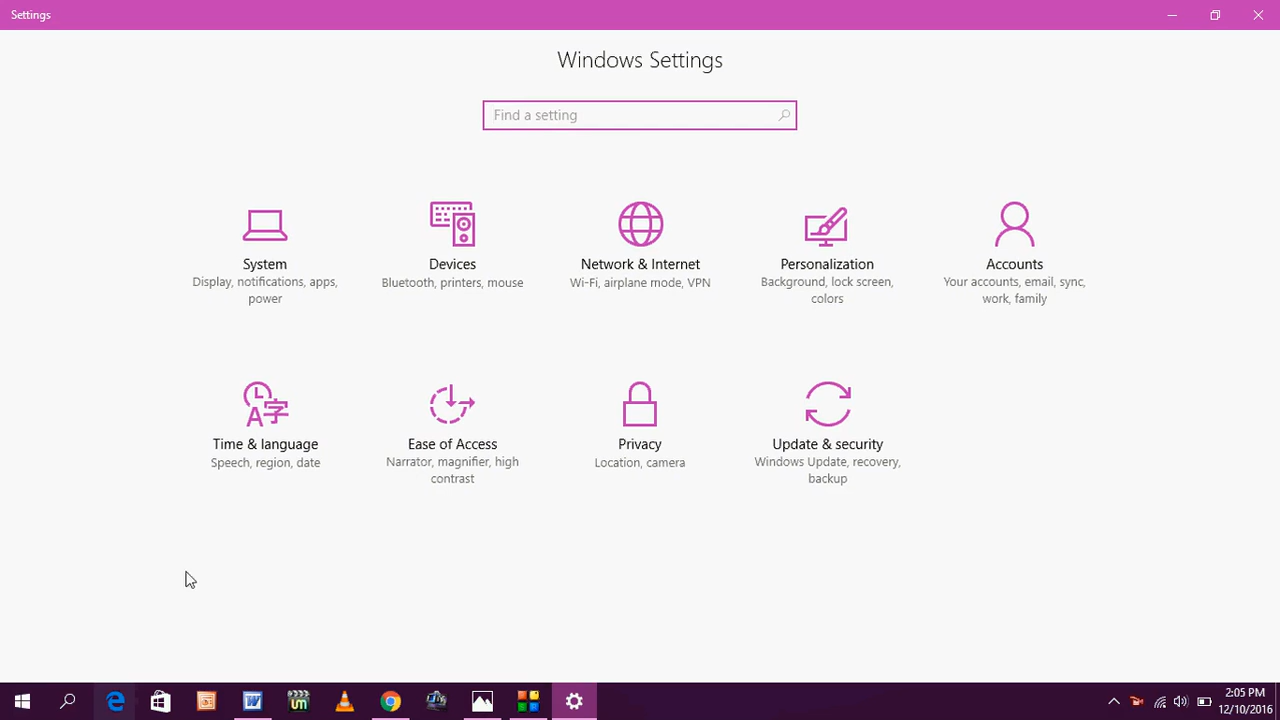 Settings
Windows Settings
Find a setting
System
Display, notifications, apps,
power
Devices
Bluetooth, printers, mouse
Network & Internet
Wi-Fi, airplane mode, VPN
Personalization
Background, lock screen,
colors
Accounts
Your accounts, email, sync,
work, family
Time & language
Speech, region, date
Ease of Access
Narrator, magnifier, high
contrast
Privacy
Location, camera
Update & security
Windows Update, recovery,
backup
2:05 PM
12/10/2016